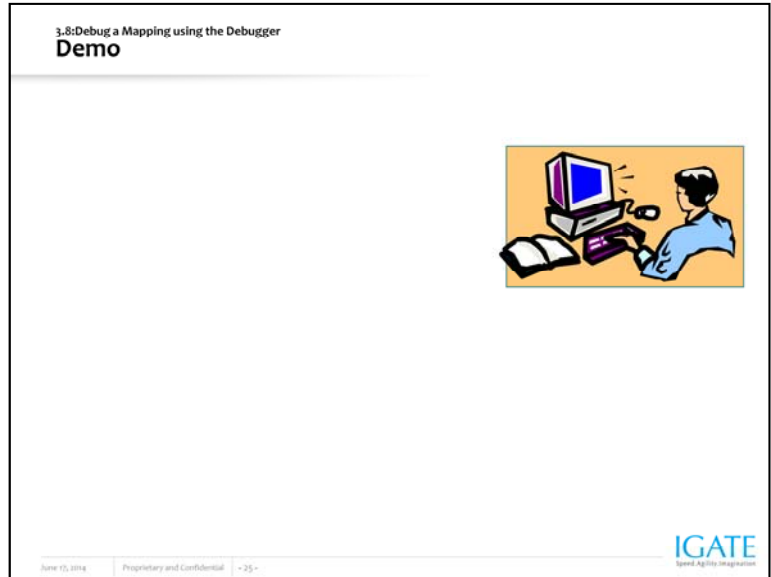 3.8:Debug a Mapping using the Debugger
Demo
June 17, 2014 Proprietary and Confidential - 25 -
IGATE
Speed.Agility.Imagination